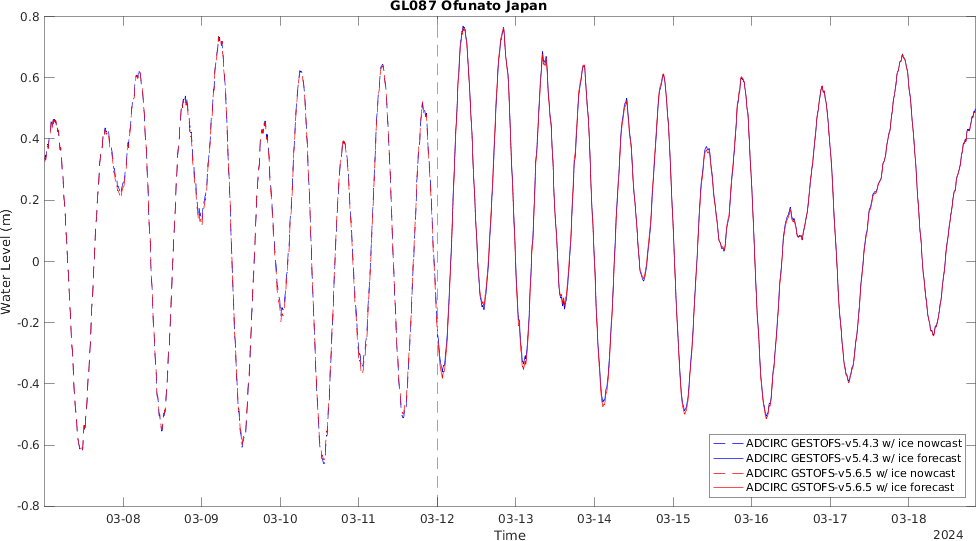 GL087 Ofunato Japan
0.8
0.6
0.4
0.2
0
-0.2
-0.4
-0.6
-0.8
Water Level (m)
ADCIRC GESTOFS-v5.4.3 w/ ice nowcast
ADCIRC GESTOFS-v5.4.3 w/ ice forecast
ADCIRC GSTOFS-v5.6.5 w/ ice nowcast
ADCIRC GSTOFS-v5.6.5 w/ ice forecast
03-08 03-09 03-10 03-11 03-12 03-13 03-14 03-15 03-16 03-17 03-18
Time
2024